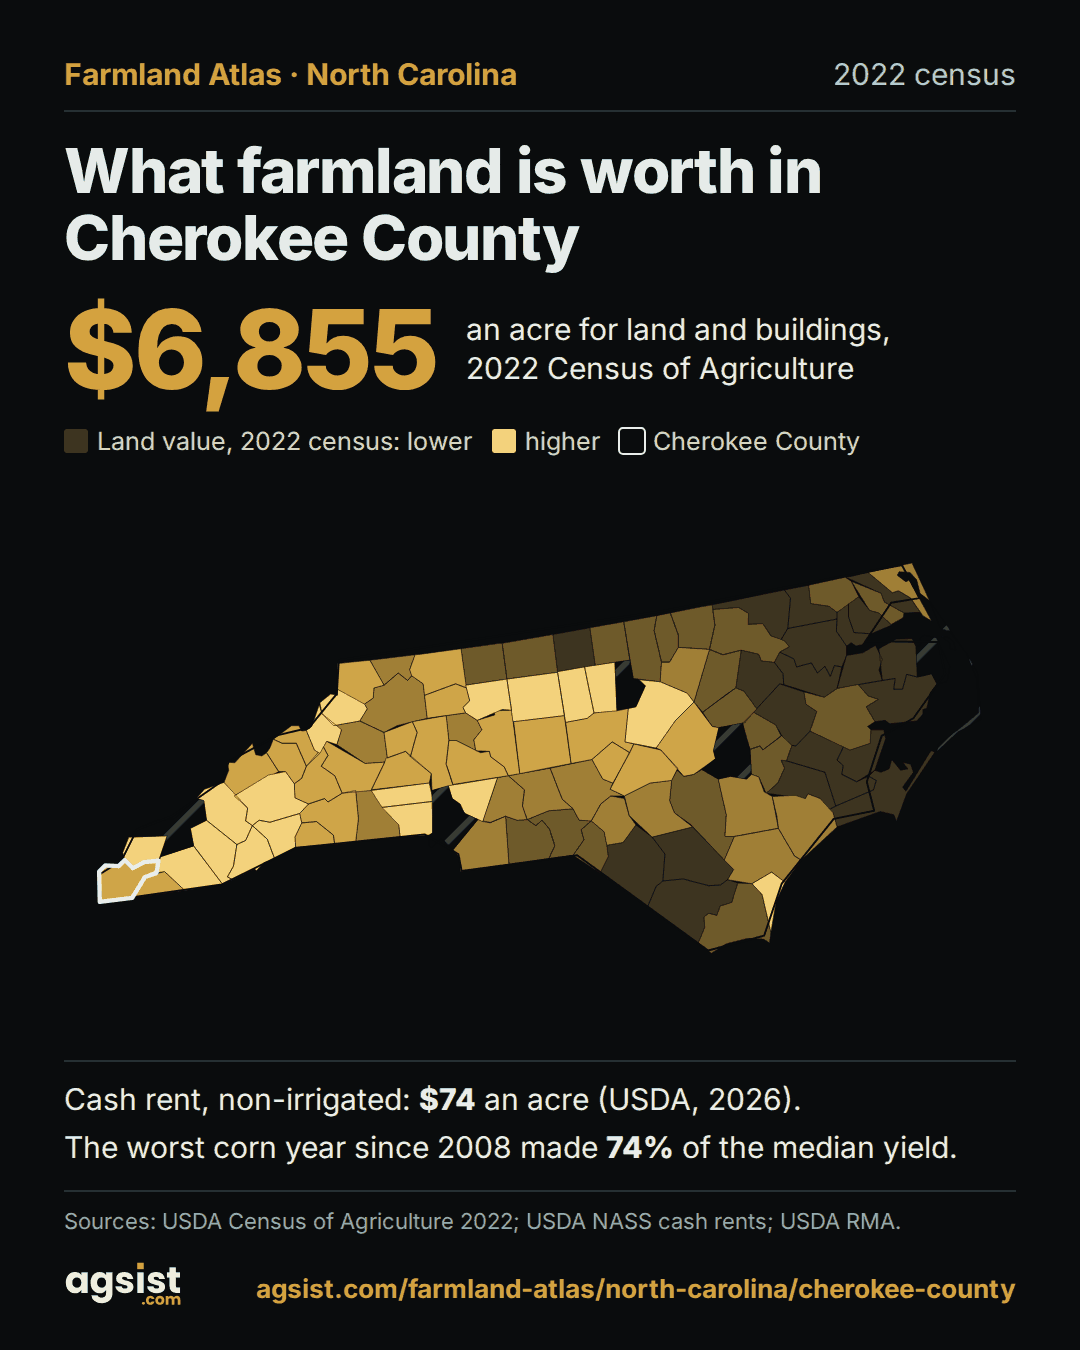 Farmland Atlas · North Carolina
2022 census
What farmland is worth in
Cherokee County
$6,855
an acre for land and buildings,
2022 Census of Agriculture
Land value, 2022 census: lower
higher
Cherokee County
Cash rent, non-irrigated: $74 an acre (USDA, 2026).
The worst corn year since 2008 made 74% of the median yield.
Sources: USDA Census of Agriculture 2022; USDA NASS cash rents; USDA RMA.
agsist
.com
agsist.com/farmland-atlas/north-carolina/cherokee-county